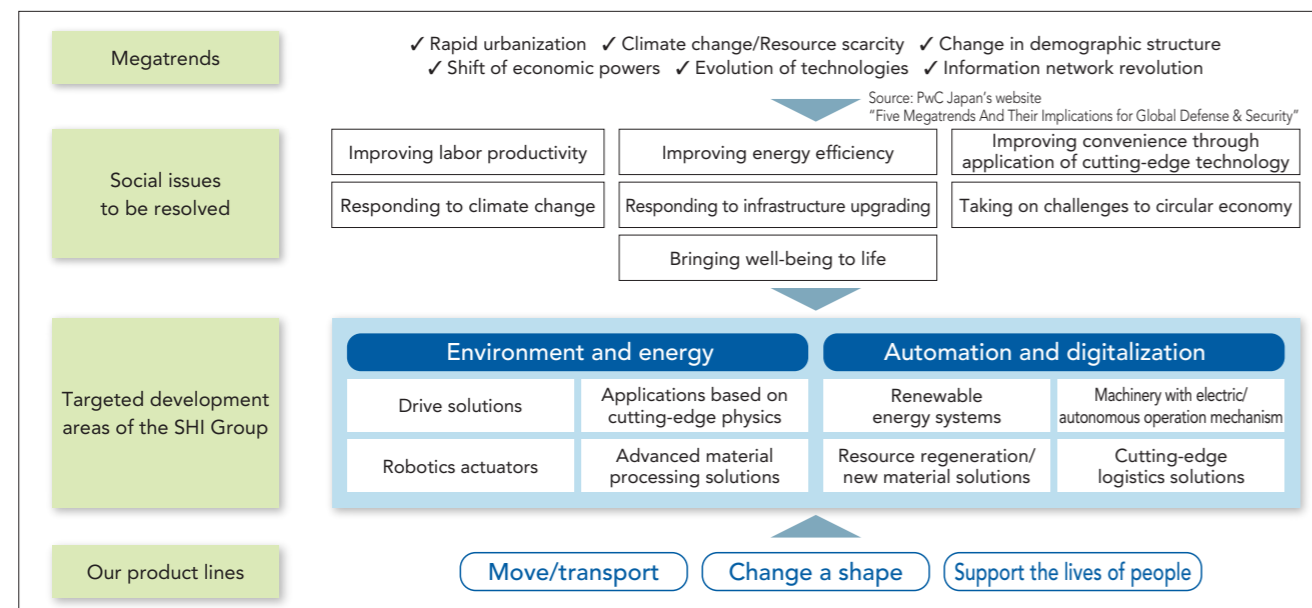 Megatrends
✓ Rapid urbanization ✓ Climate change/Resource scarcity ✓ Change in demographic structure
✓ Shift of economic powers ✓ Evolution of technologies ✓ Information network revolution
Source: PwC Japan's website
"Five Megatrends And Their Implications for Global Defense & Security"
Social issues
to be resolved
Improving labor productivity
Improving energy efficiency
Improving convenience through
application of cutting-edge technology
Responding to climate change
Responding to infrastructure upgrading
Taking on challenges to circular economy
Bringing well-being to life
Targeted development
areas of the SHI Group
Environment and energy
Automation and digitalization
Drive solutions
Applications based on
cutting-edge physics
Renewable
energy systems
Machinery with electric/
autonomous operation mechanism
Robotics actuators
Advanced material
processing solutions
Resource regeneration/
new material solutions
Cutting-edge
logistics solutions
Our product lines
Move/transport
Change a shape
Support the lives of people